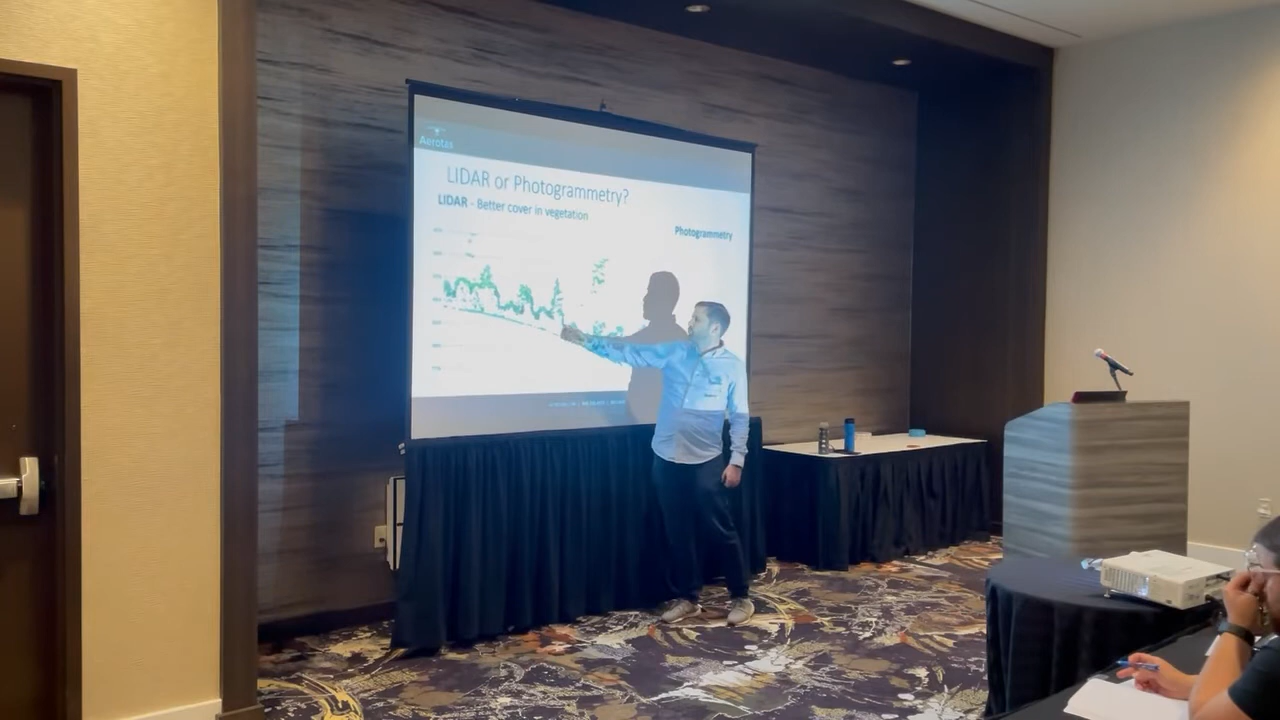 Aerotas
LIDAR or Photogrammetry?
LIDAR - Better cover in vegetation
Photogrammetry